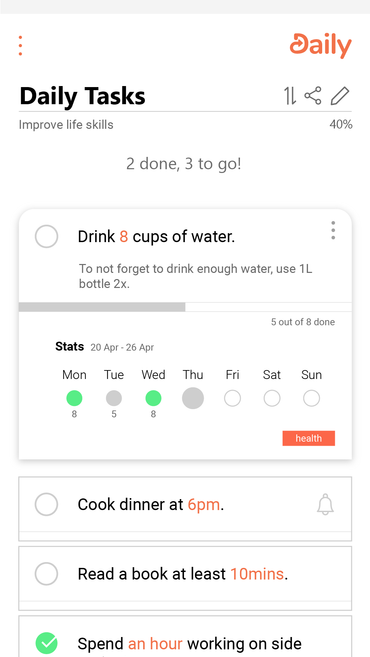 Daily
Daily Tasks
Improve life skills 40%
2 done, 3 to go!
Drink 8 cups of water.
To not forget to drink enough water, use 1L
bottle 2x.
5 out of 8 done
Stats 20 Apr - 26 Apr
Mon Tue Wed Thu Fri Sat Sun
8 5 8
health
Cook dinner at 6pm.
Read a book at least 10mins.
Spend an hour working on side